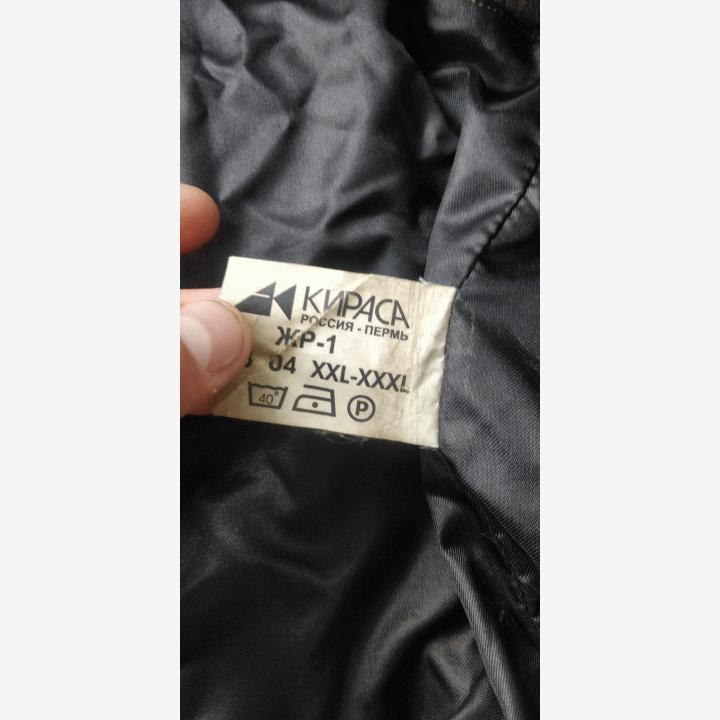 КИРАСА
РОССИЯ - ПЕРМЬ
ЖР-1
04 XXL-XXXL
40°
P